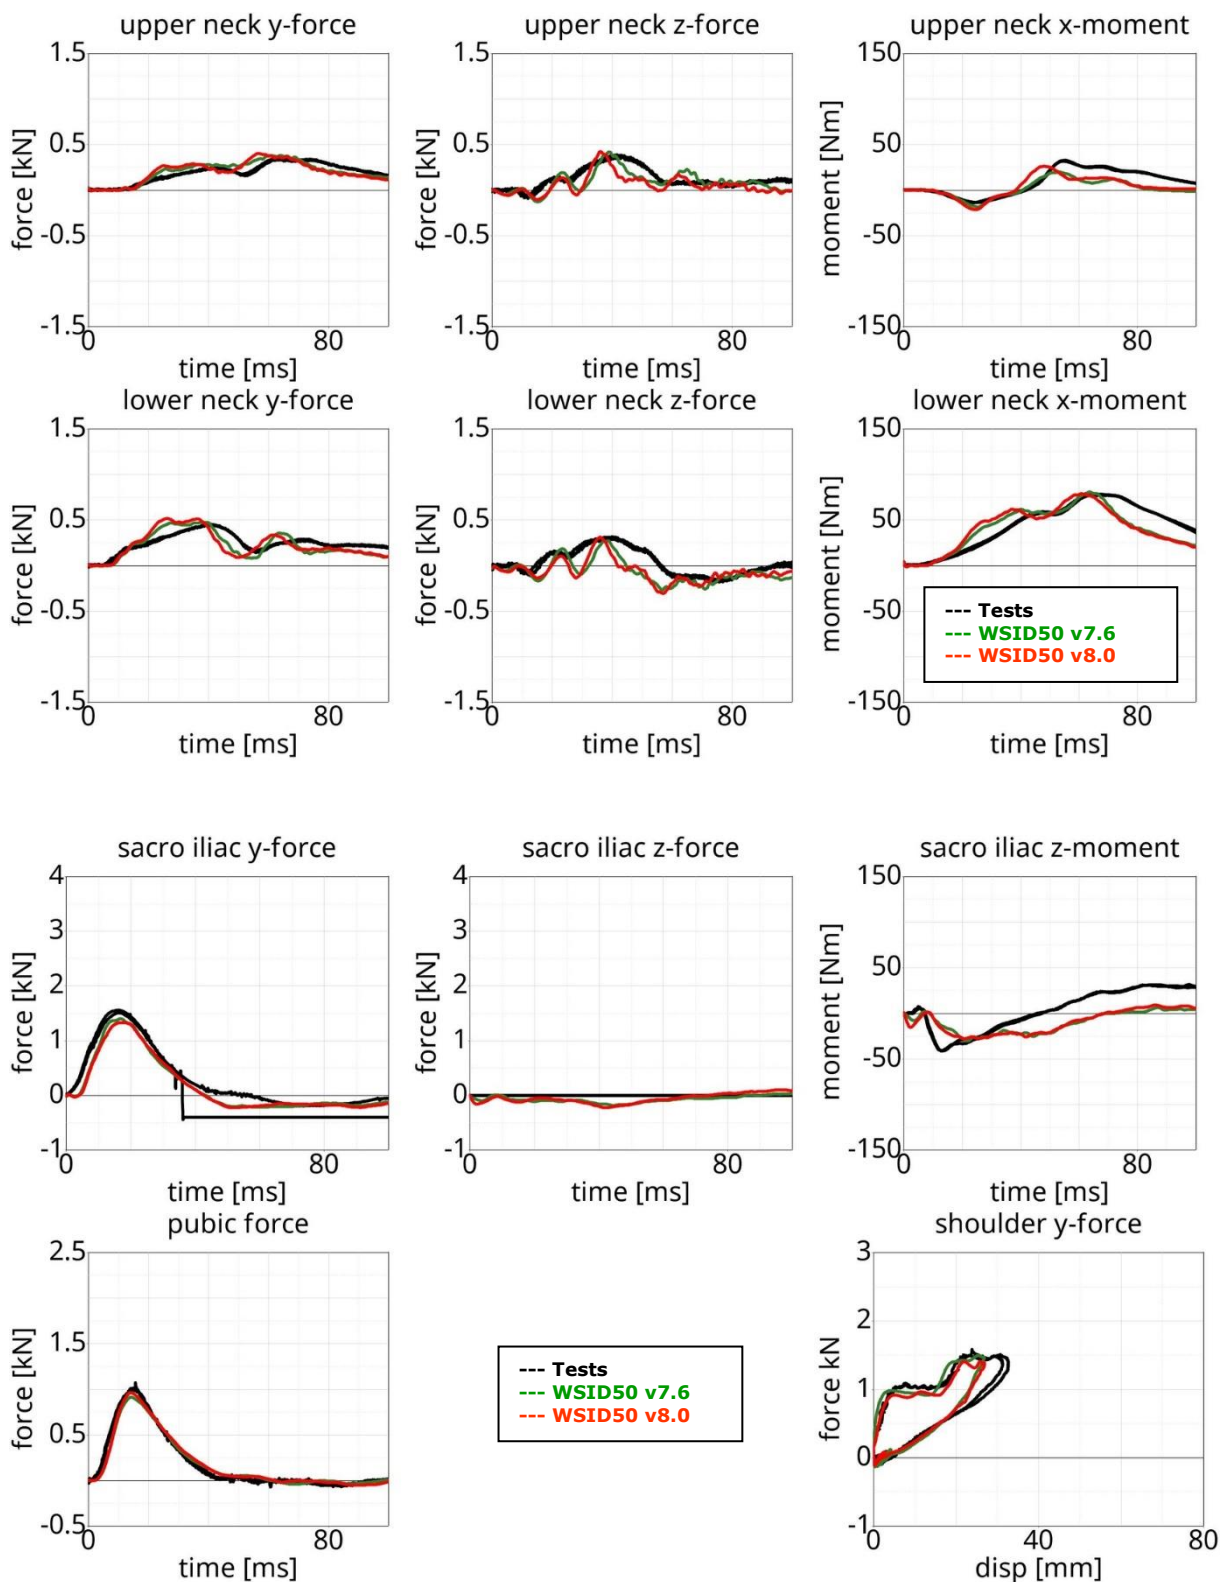 upper neck y-force
1.5
0.5
-0.5
-1.5
force [kN]
0
80
time [ms]
upper neck z-force
1.5
0.5
-0.5
-1.5
force [kN]
0
80
time [ms]
upper neck x-moment
150
50
-50
-150
moment [Nm]
0
80
time [ms]
lower neck y-force
1.5
0.5
-0.5
-1.5
force [kN]
0
80
time [ms]
lower neck z-force
1.5
0.5
-0.5
-1.5
force [kN]
0
80
time [ms]
lower neck x-moment
150
50
-50
-150
moment [Nm]
0
80
time [ms]
--- Tests
--- WSID50 v7.6
--- WSID50 v8.0
sacro iliac y-force
4
3
2
1
0
-1
force [kN]
0
80
time [ms]
sacro iliac z-force
4
3
2
1
0
-1
force [kN]
0
80
time [ms]
sacro iliac z-moment
150
50
-50
-150
moment [Nm]
0
80
time [ms]
pubic force
2.5
1.5
0.5
-0.5
force [kN]
0
80
time [ms]
--- Tests
--- WSID50 v7.6
--- WSID50 v8.0
shoulder y-force
3
2
1
0
-1
force kN
0
40
80
disp [mm]